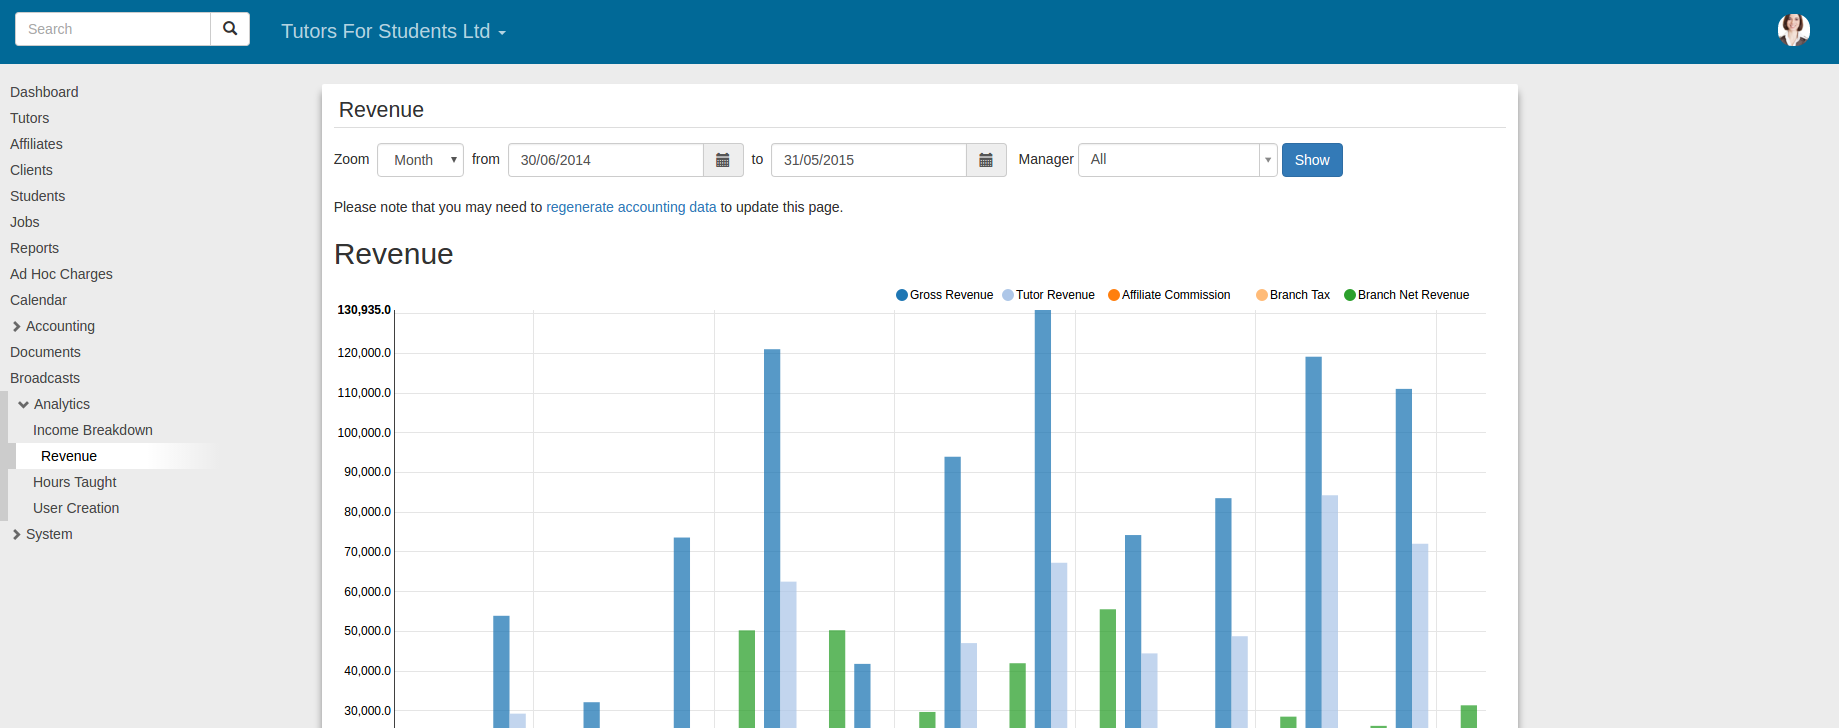 Search
Tutors For Students Ltd
Dashboard
Tutors
Affiliates
Clients
Students
Jobs
Reports
Ad Hoc Charges
Calendar
Accounting
Documents
Broadcasts
Analytics
Income Breakdown
Revenue
Hours Taught
User Creation
System
Revenue
Zoom Month from 30/06/2014 to 31/05/2015 Manager All Show
Please note that you may need to regenerate accounting data to update this page.
Revenue
Gross Revenue Tutor Revenue Affiliate Commission Branch Tax Branch Net Revenue
130,935.0
120,000.0
110,000.0
100,000.0
90,000.0
80,000.0
70,000.0
60,000.0
50,000.0
40,000.0
30,000.0